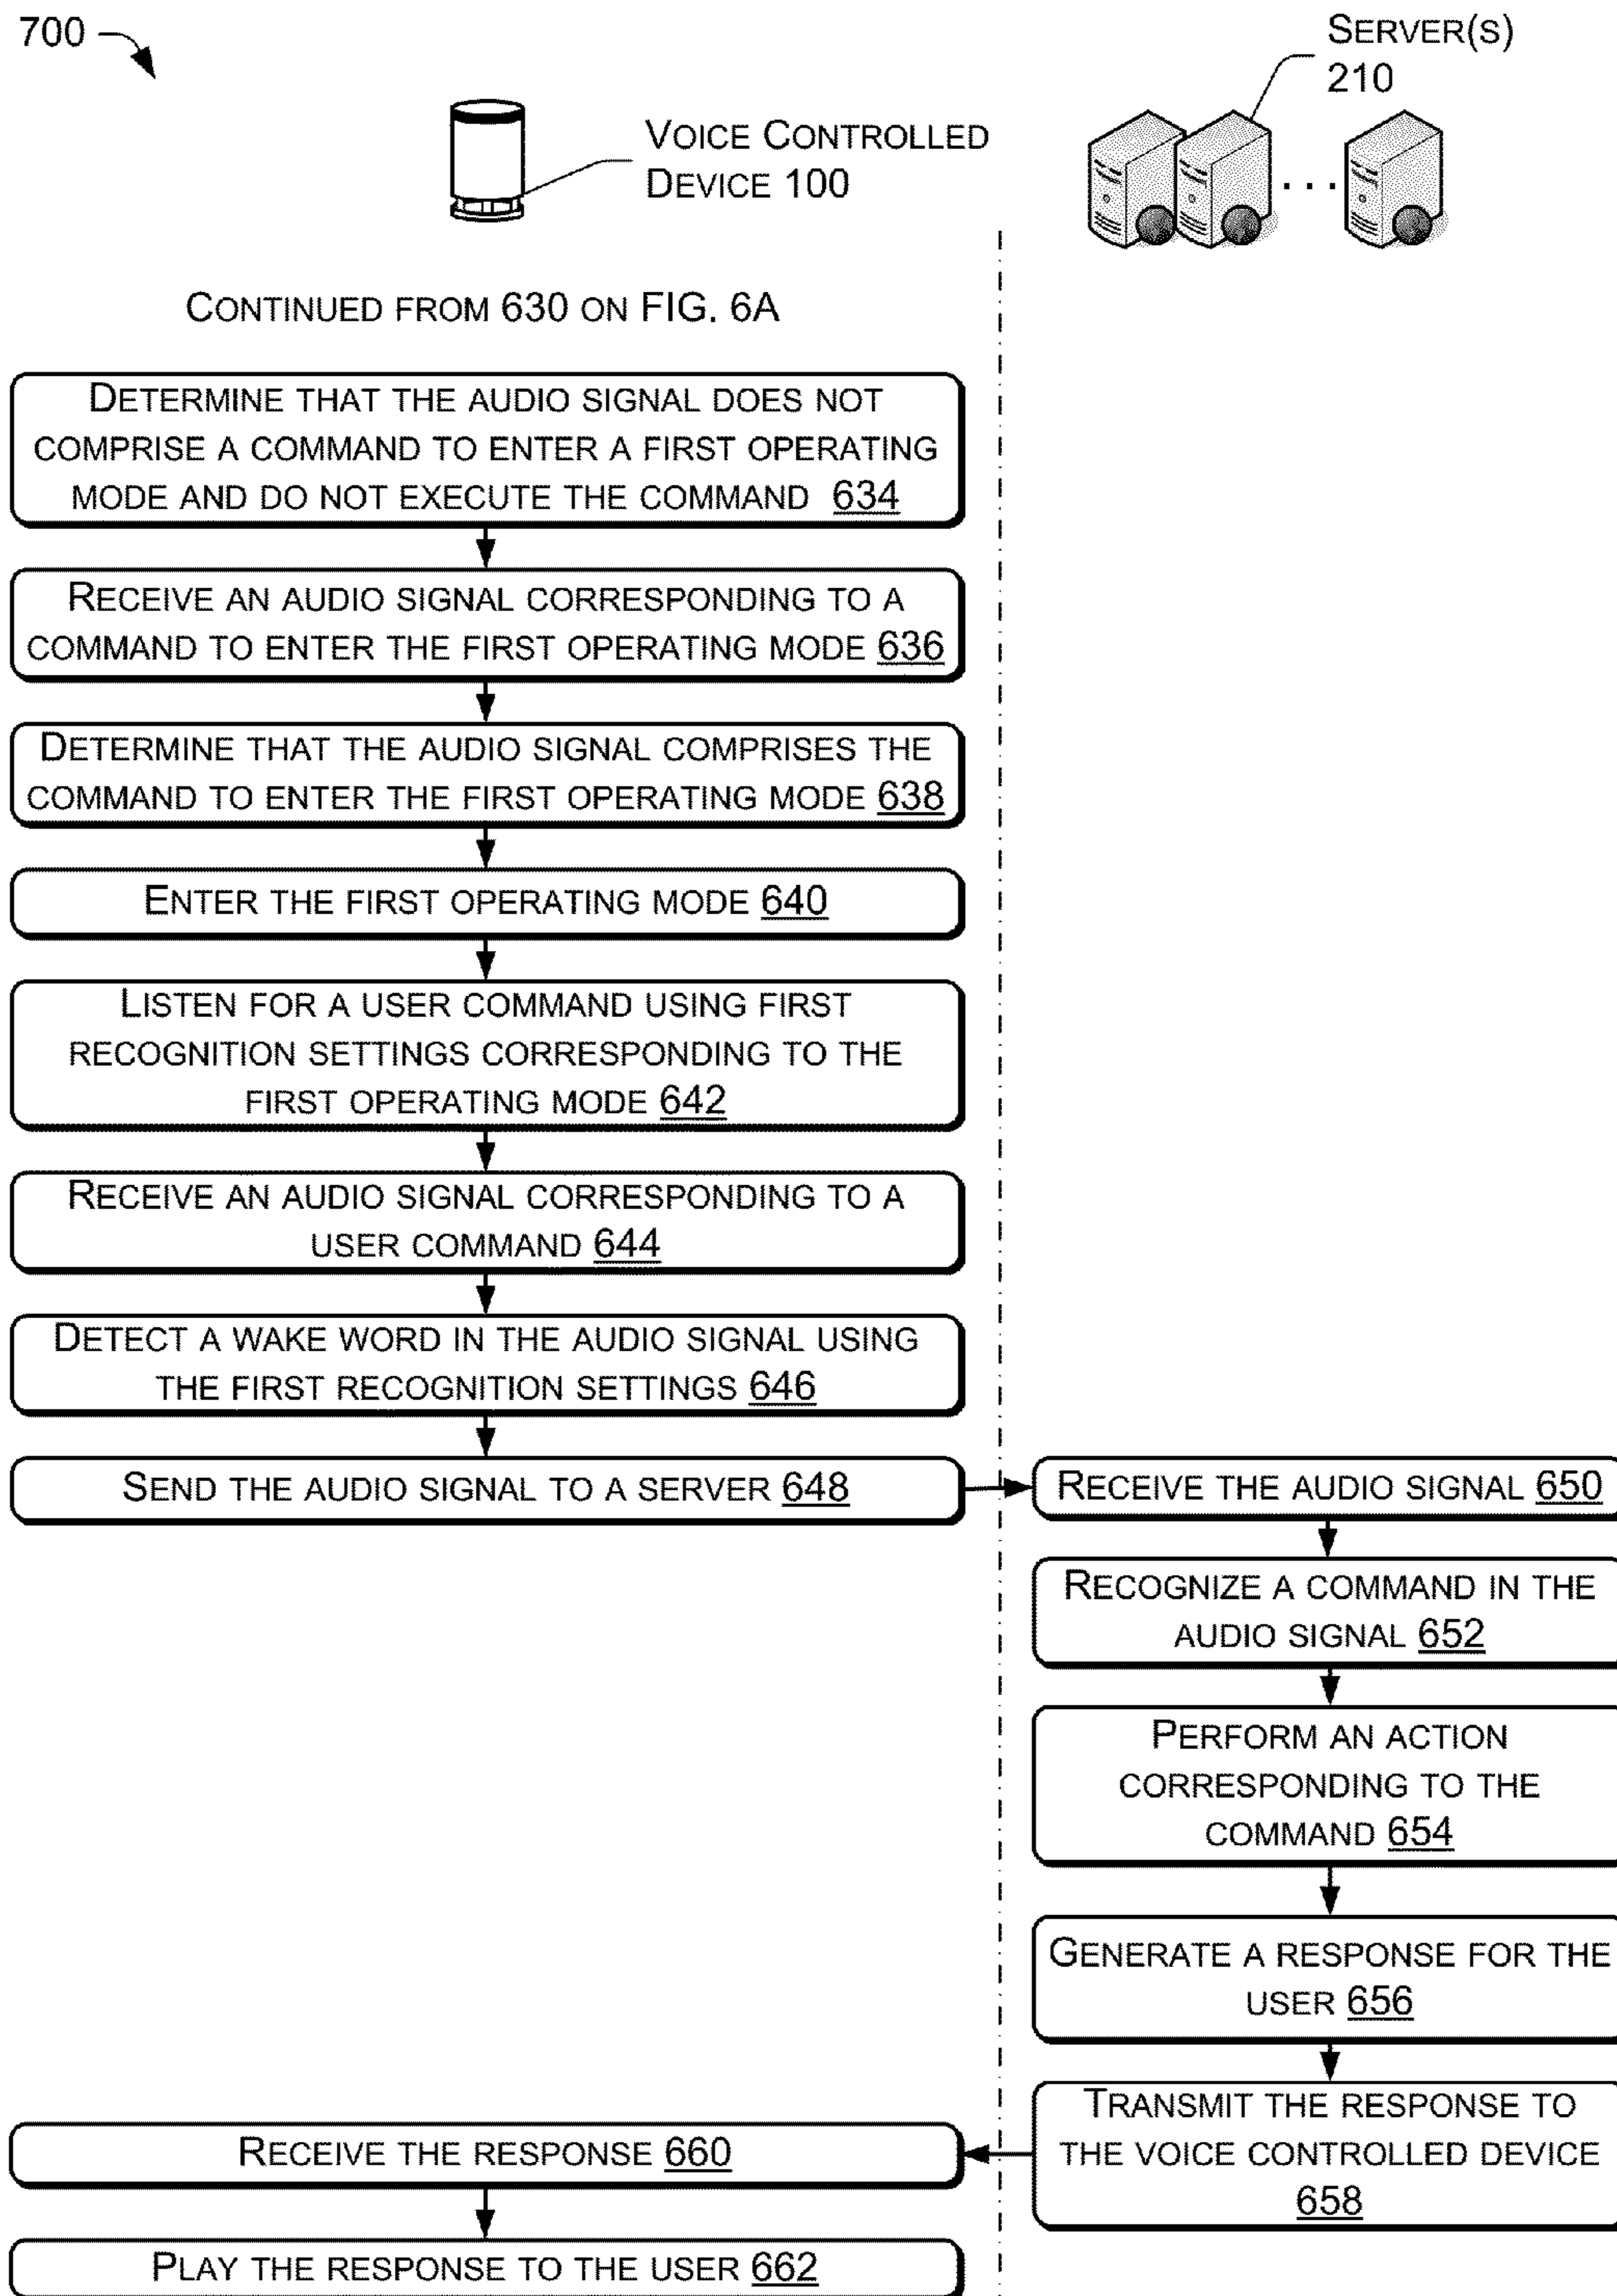 700
SERVER(S)
210
VOICE CONTROLLED
DEVICE 100
. . .
CONTINUED FROM 630 ON FIG. 6A
DETERMINE THAT THE AUDIO SIGNAL DOES NOT
COMPRISE A COMMAND TO ENTER A FIRST OPERATING
MODE AND DO NOT EXECUTE THE COMMAND 634
RECEIVE AN AUDIO SIGNAL CORRESPONDING TO A
COMMAND TO ENTER THE FIRST OPERATING MODE 636
DETERMINE THAT THE AUDIO SIGNAL COMPRISES THE
COMMAND TO ENTER THE FIRST OPERATING MODE 638
ENTER THE FIRST OPERATING MODE 640
LISTEN FOR A USER COMMAND USING FIRST
RECOGNITION SETTINGS CORRESPONDING TO THE
FIRST OPERATING MODE 642
RECEIVE AN AUDIO SIGNAL CORRESPONDING TO A
USER COMMAND 644
DETECT A WAKE WORD IN THE AUDIO SIGNAL USING
THE FIRST RECOGNITION SETTINGS 646
SEND THE AUDIO SIGNAL TO A SERVER 648
RECEIVE THE AUDIO SIGNAL 650
RECOGNIZE A COMMAND IN THE
AUDIO SIGNAL 652
PERFORM AN ACTION
CORRESPONDING TO THE
COMMAND 654
GENERATE A RESPONSE FOR THE
USER 656
TRANSMIT THE RESPONSE TO
THE VOICE CONTROLLED DEVICE
658
RECEIVE THE RESPONSE 660
PLAY THE RESPONSE TO THE USER 662